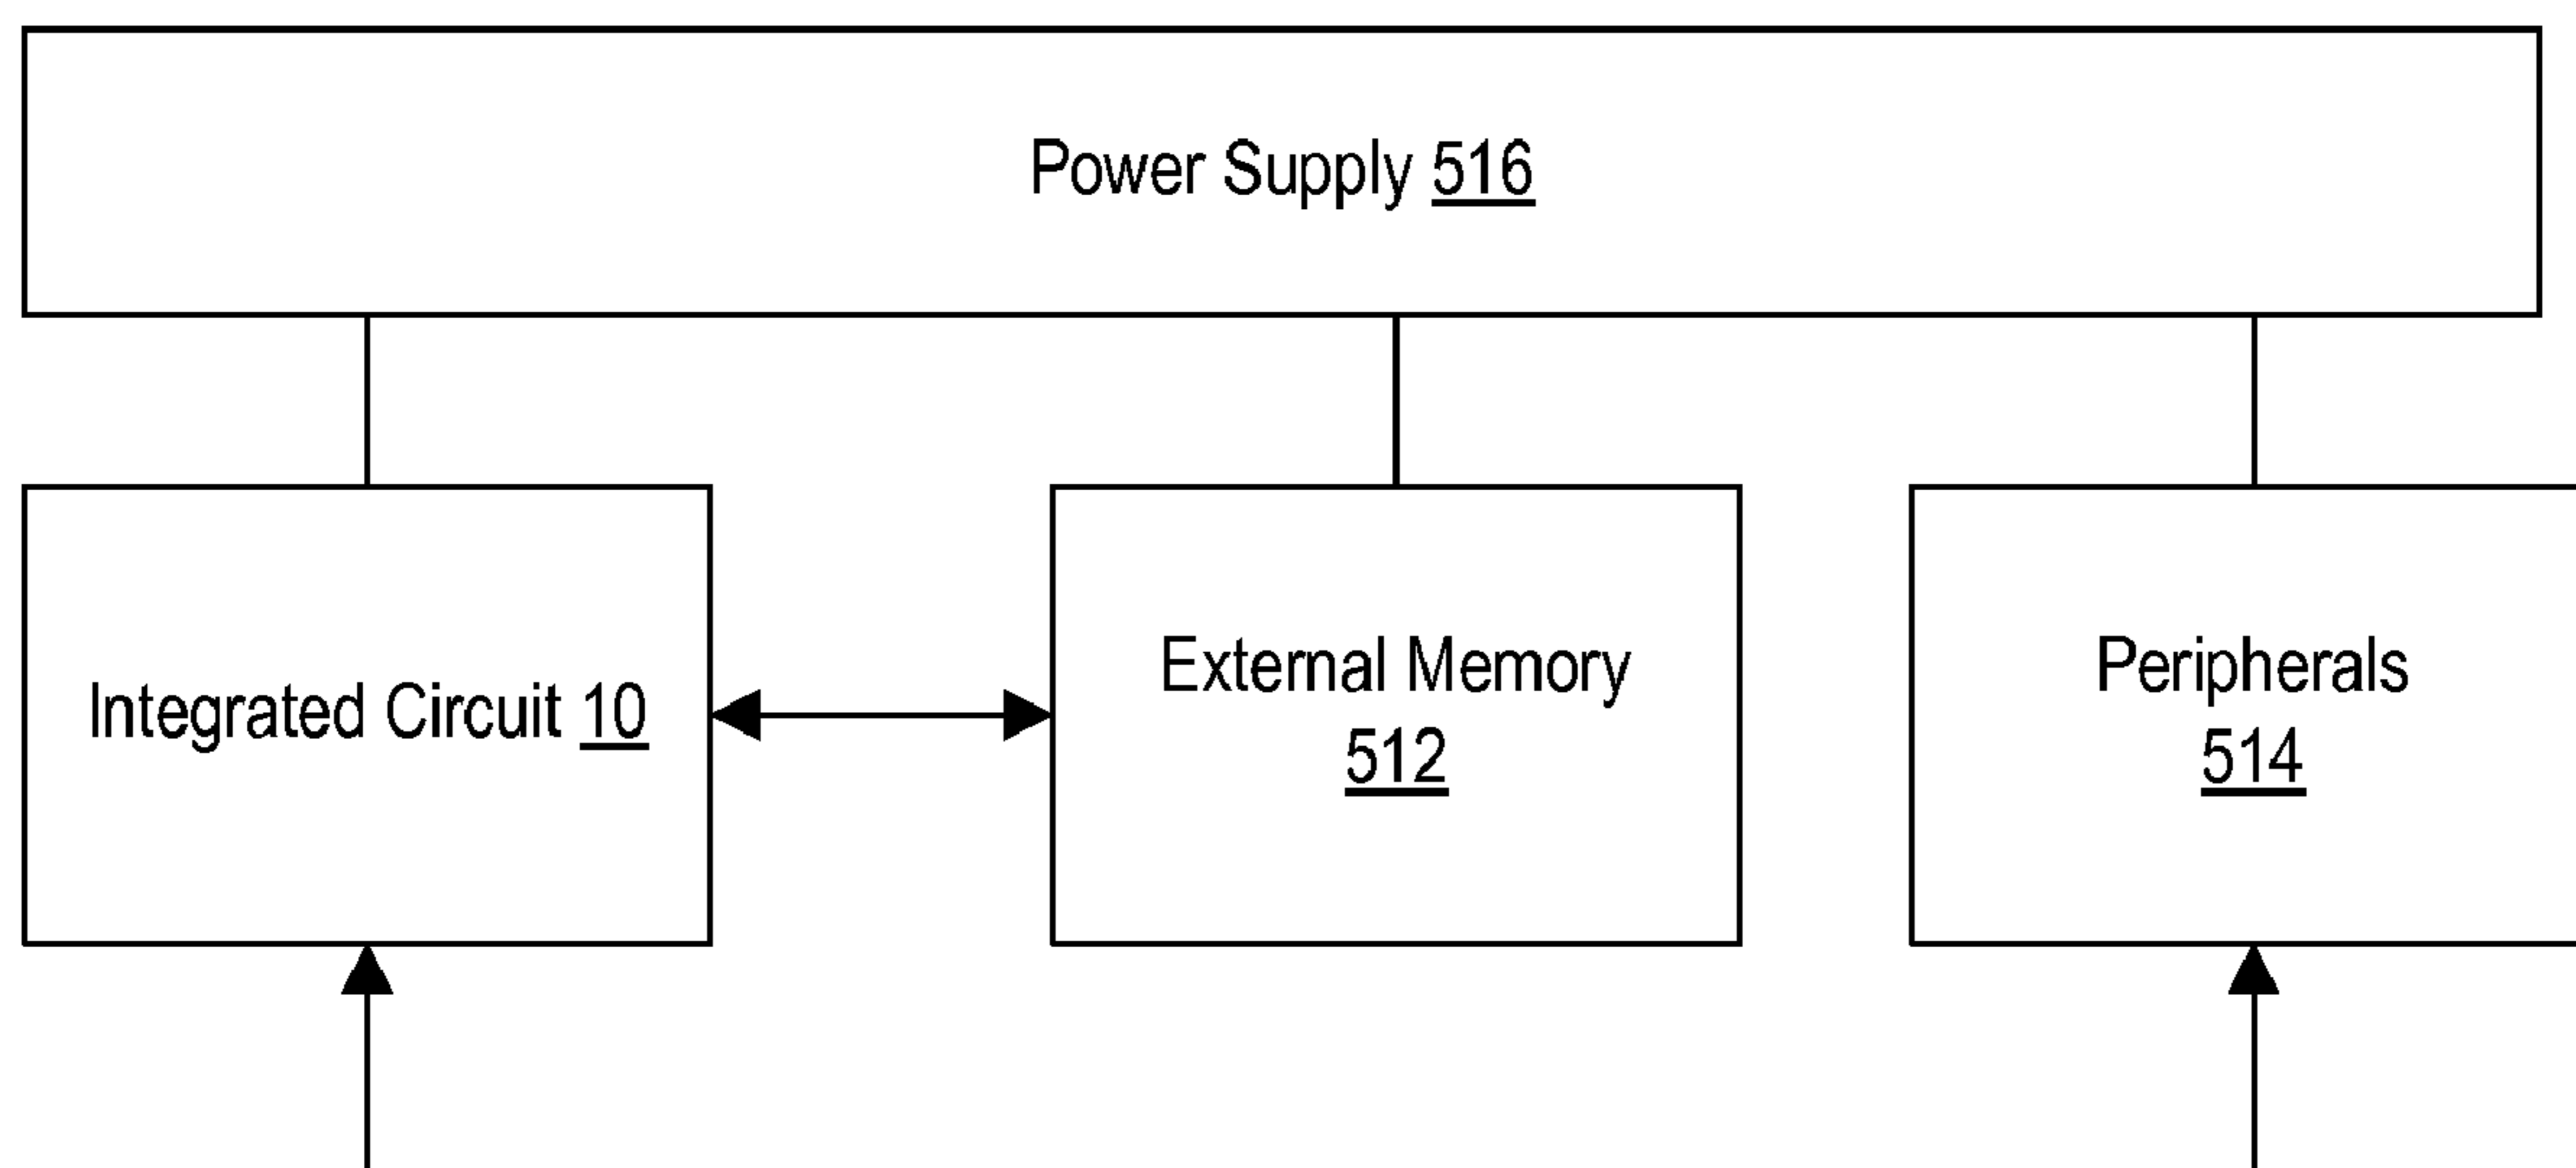 Power Supply 516
Integrated Circuit 10
External Memory
512
Peripherals
514